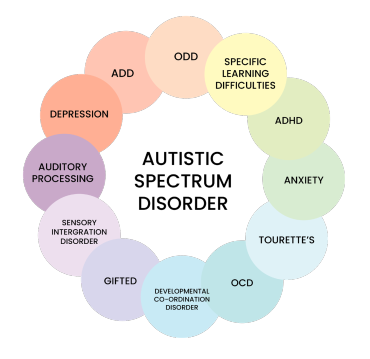 ODD
SPECIFIC
LEARNING
DIFFICULTIES
ADHD
ANXIETY
TOURETTE'S
OCD
DEVELOPMENTAL
CO-ORDINATION
DISORDER
GIFTED
SENSORY
INTERGRATION
DISORDER
AUDITORY
PROCESSING
DEPRESSION
ADD
AUTISTIC
SPECTRUM
DISORDER